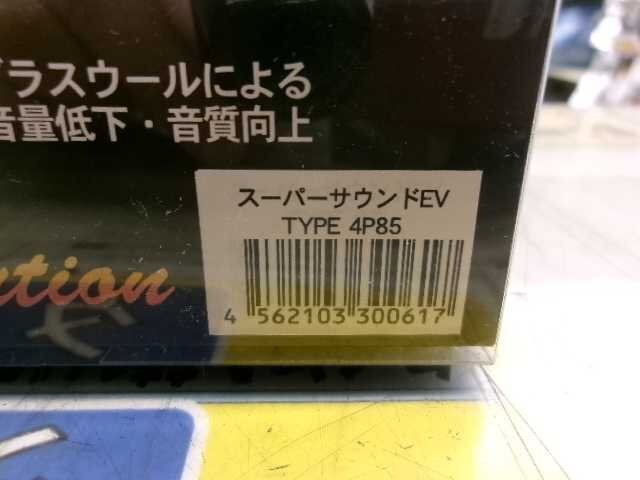 グラスウールによる
音量低下・音質向上
スーパーサウンドEV
TYPE 4P85
4 562103 300617